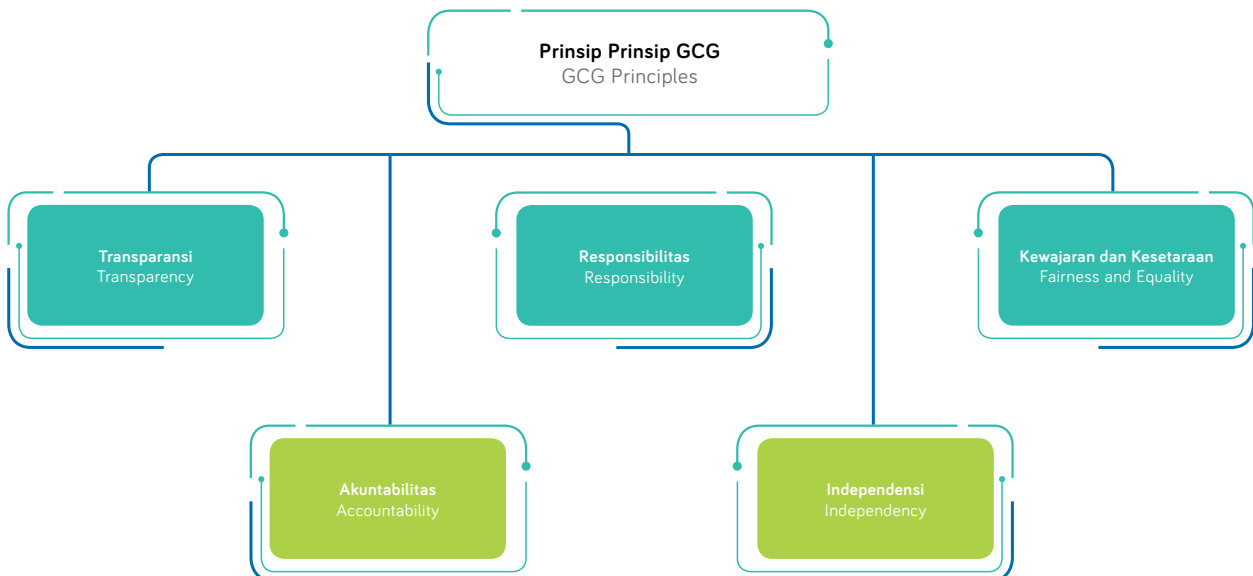 Prinsip Prinsip GCG
GCG Principles
Transparansi
Transparency
Responsibilitas
Responsibility
Kewajaran dan Kesetaraan
Fairness and Equality
Akuntabilitas
Accountability
Independensi
Independency